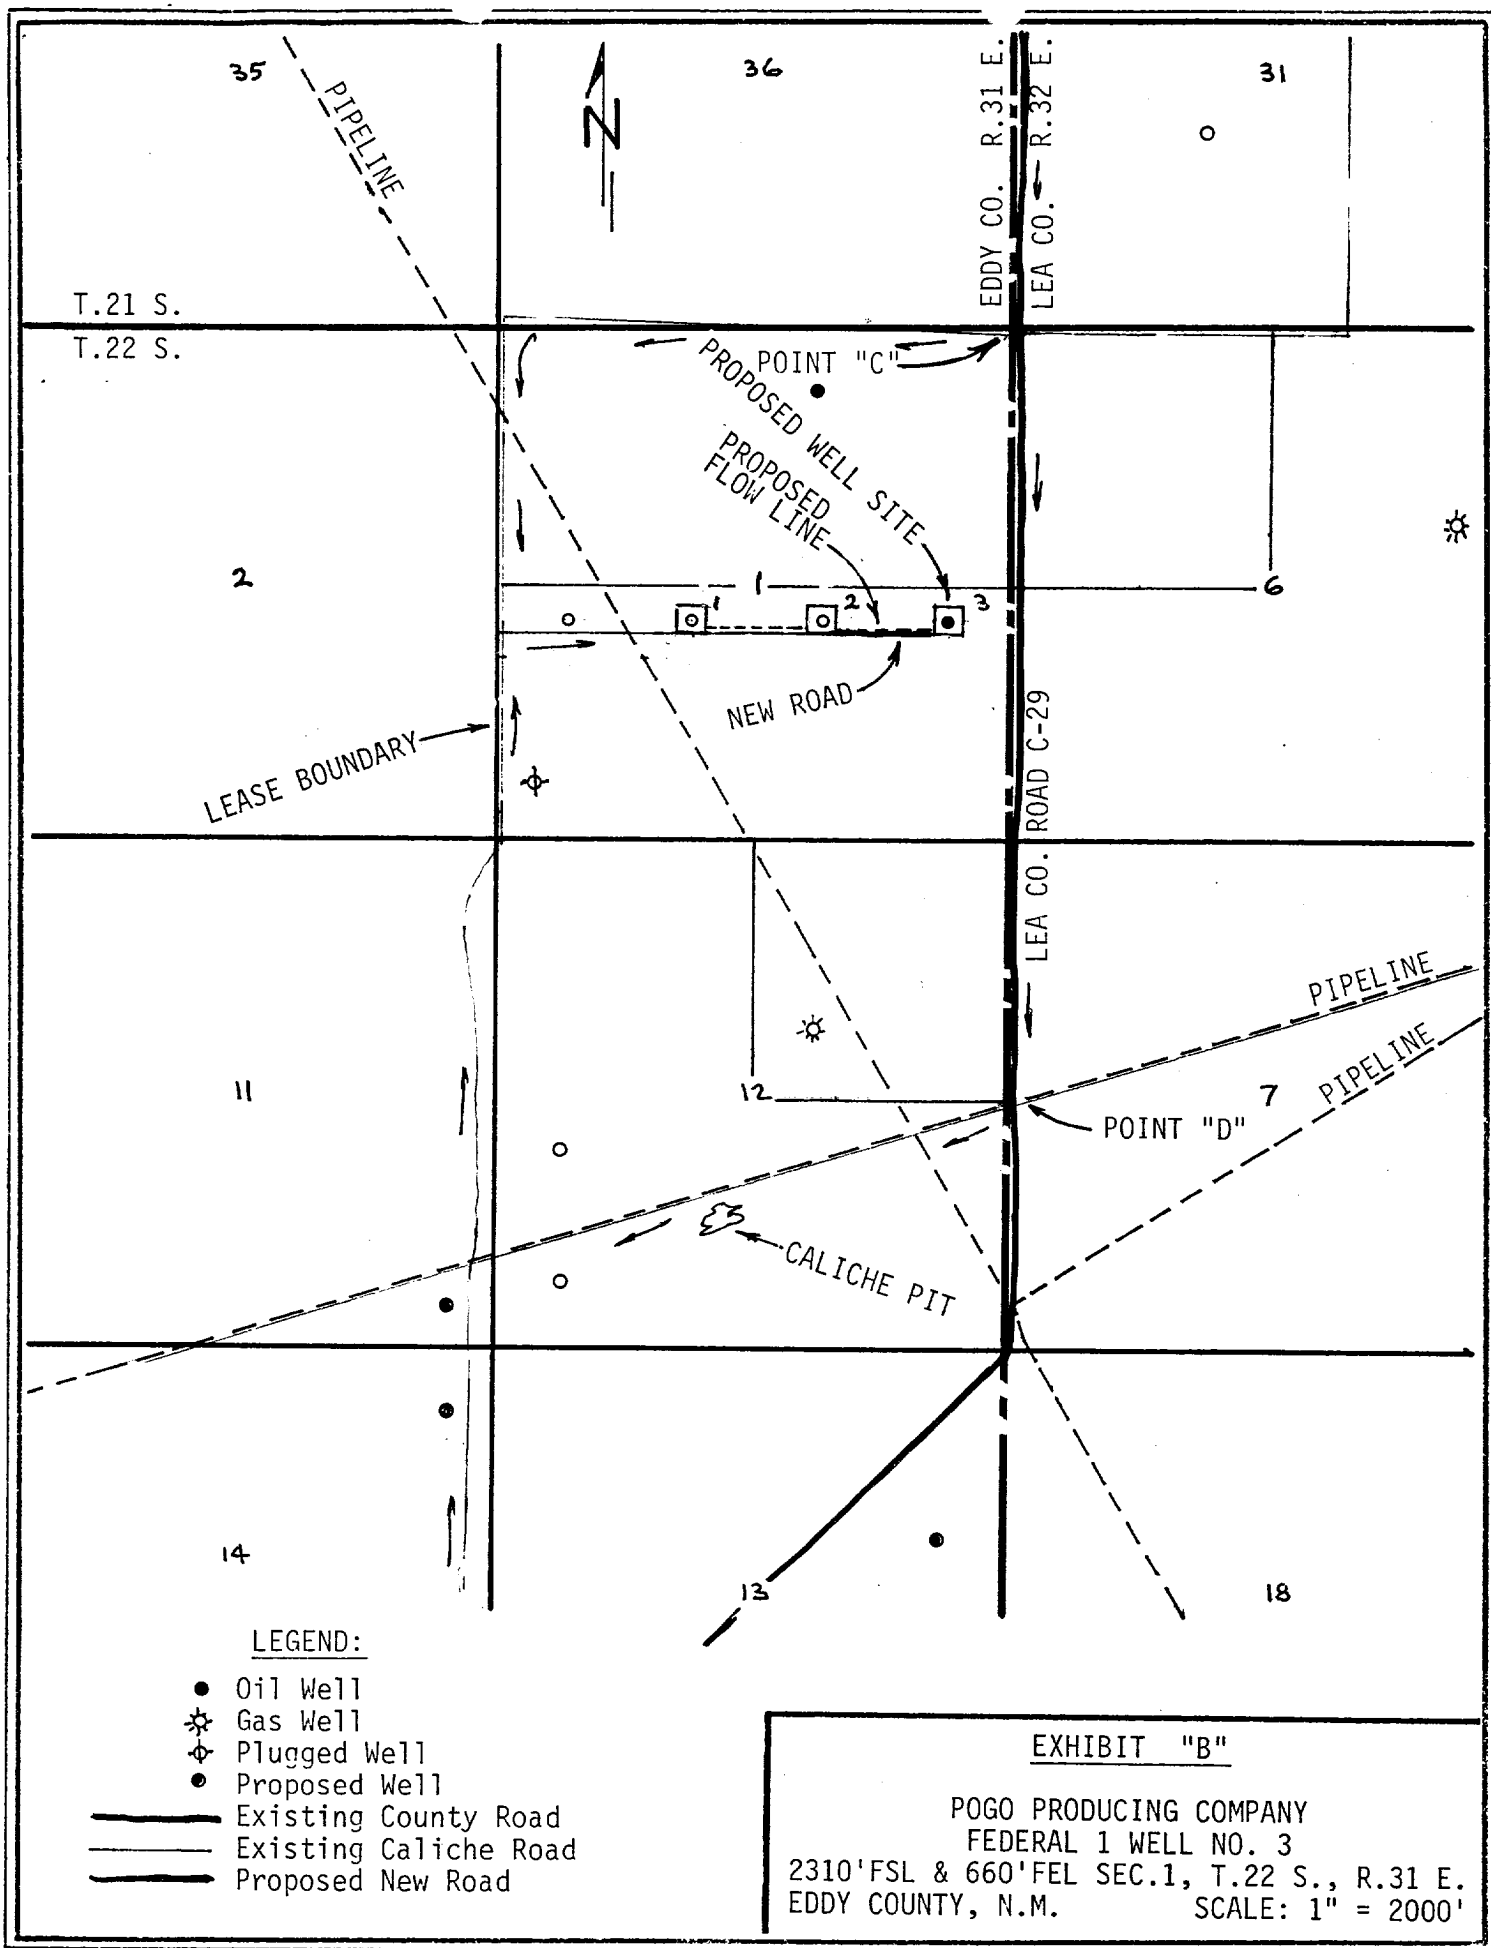 35
36
31
PIPELINE
N
EDDY CO. R.31 E.
LEA CO. R.32 E.
T.21 S.
T.22 S.
POINT "C"
PROPOSED WELL SITE
PROPOSED
FLOW LINE
2
1
6
1
2
3
NEW ROAD
LEASE BOUNDARY
LEA CO. ROAD C-29
PIPELINE
PIPELINE
11
12
7
POINT "D"
CALICHE PIT
14
13
18
LEGEND:
Oil Well
Gas Well
Plugged Well
Proposed Well
Existing County Road
Existing Caliche Road
Proposed New Road
EXHIBIT "B"
POGO PRODUCING COMPANY
FEDERAL 1 WELL NO. 3
2310'FSL & 660'FEL SEC.1, T.22 S., R.31 E.
EDDY COUNTY, N.M. SCALE: 1" = 2000'